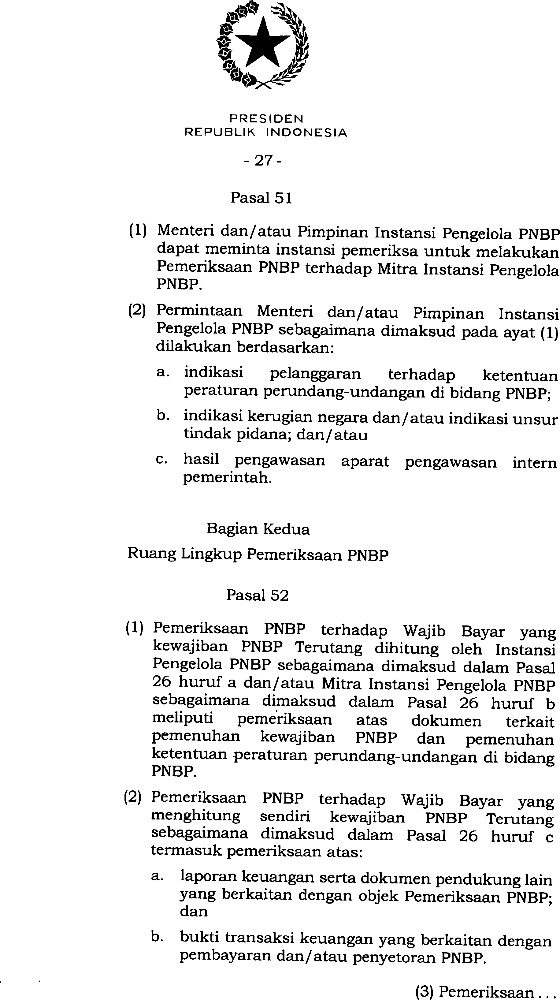 PRESIDEN
REPUBLIK INDONESIA
- 27 -
Pasal 51
(1) Menteri dan/atau Pimpinan Instansi Pengelola PNBP
dapat meminta instansi pemeriksa untuk melakukan
Pemeriksaan PNBP terhadap Mitra Instansi Pengelola
PNBP.
(2) Permintaan Menteri dan/atau Pimpinan Instansi
Pengelola PNBP sebagaimana dimaksud pada ayat (1)
dilakukan berdasarkan:
a. indikasi pelanggaran terhadap ketentuan
peraturan perundang-undangan di bidang PNBP;
b. indikasi kerugian negara dan/atau indikasi unsur
tindak pidana; dan/atau
c. hasil pengawasan aparat pengawasan intern
pemerintah.
Bagian Kedua
Ruang Lingkup Pemeriksaan PNBP
Pasal 52
(1) Pemeriksaan PNBP terhadap Wajib Bayar yang
kewajiban PNBP Terutang dihitung oleh Instansi
Pengelola PNBP sebagaimana dimaksud dalam Pasal
26 huruf a dan/atau Mitra Instansi Pengelola PNBP
sebagaimana dimaksud dalam Pasal 26 huruf b
meliputi pemeriksaan atas dokumen terkait
pemenuhan kewajiban PNBP dan pemenuhan
ketentuan peraturan perundang-undangan di bidang
PNBP.
(2) Pemeriksaan PNBP terhadap Wajib Bayar yang
menghitung sendiri kewajiban PNBP Terutang
sebagaimana dimaksud dalam Pasal 26 huruf c
termasuk pemeriksaan atas:
a. laporan keuangan serta dokumen pendukung lain
yang berkaitan dengan objek Pemeriksaan PNBP;
dan
b. bukti transaksi keuangan yang berkaitan dengan
pembayaran dan/atau penyetoran PNBP.
(3) Pemeriksaan . . .